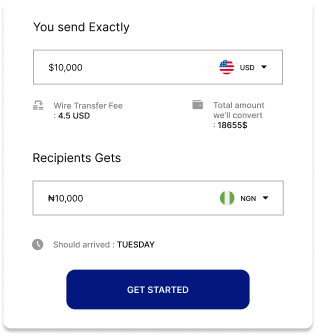 You send Exactly
$10,000
USD
Wire Transfer Fee
: 4.5 USD
Total amount
we'll convert
: 18655$
Recipients Gets
₦10,000
NGN
Should arrived : TUESDAY
GET STARTED